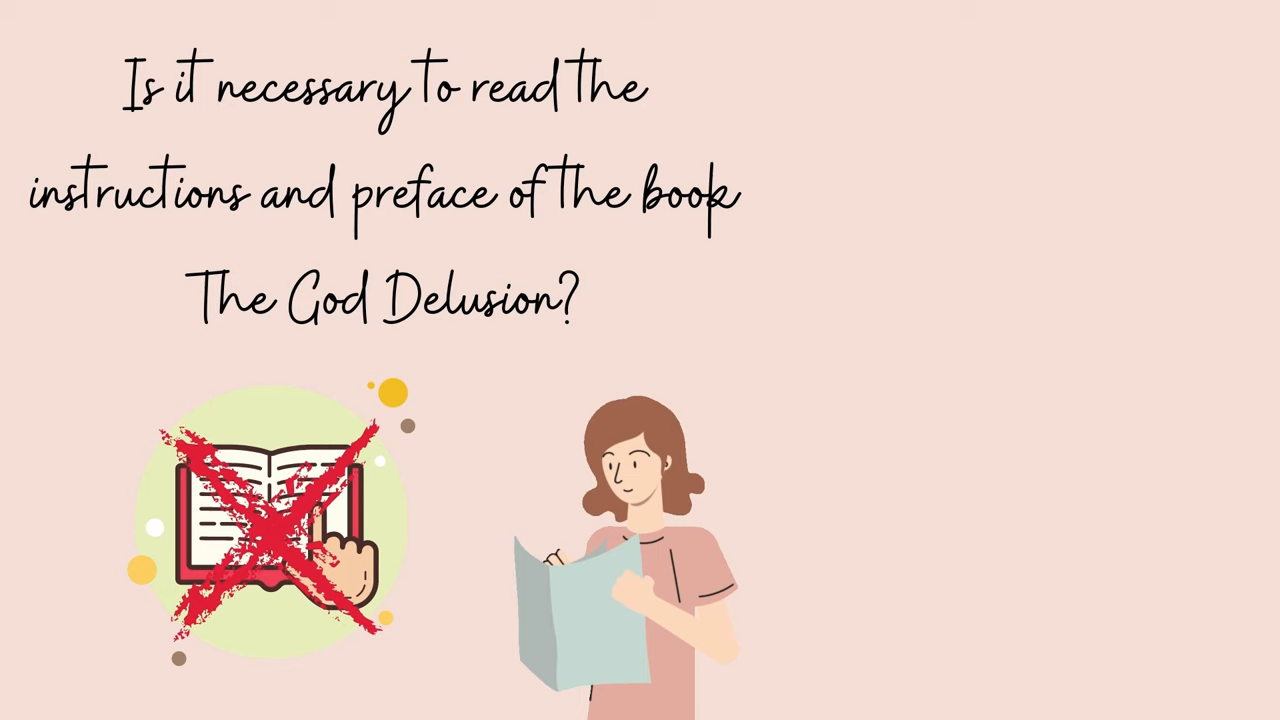 Is it necessary to read the
instructions and preface of the book
The God Delusion?